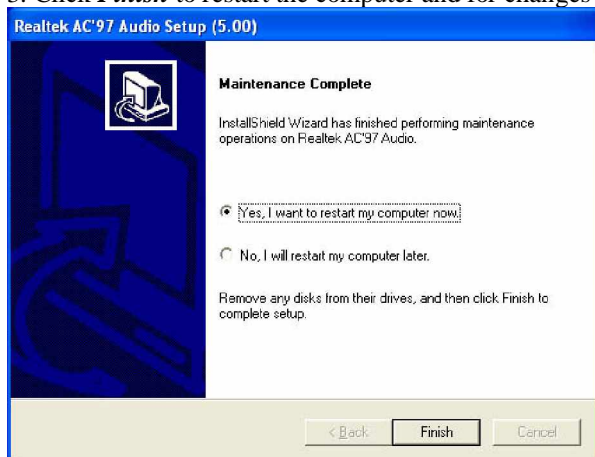 Click Finish to restart the computer and for changes
Realtek AC'97 Audio Setup (5.00)
Maintenance Complete
InstallShield Wizard has finished performing maintenance
operations on Realtek AC'97 Audio.
Yes, I want to restart my computer now.
No, I will restart my computer later.
Remove any disks from their drives, and then click Finish to
complete setup.
< Back
Finish
Cancel